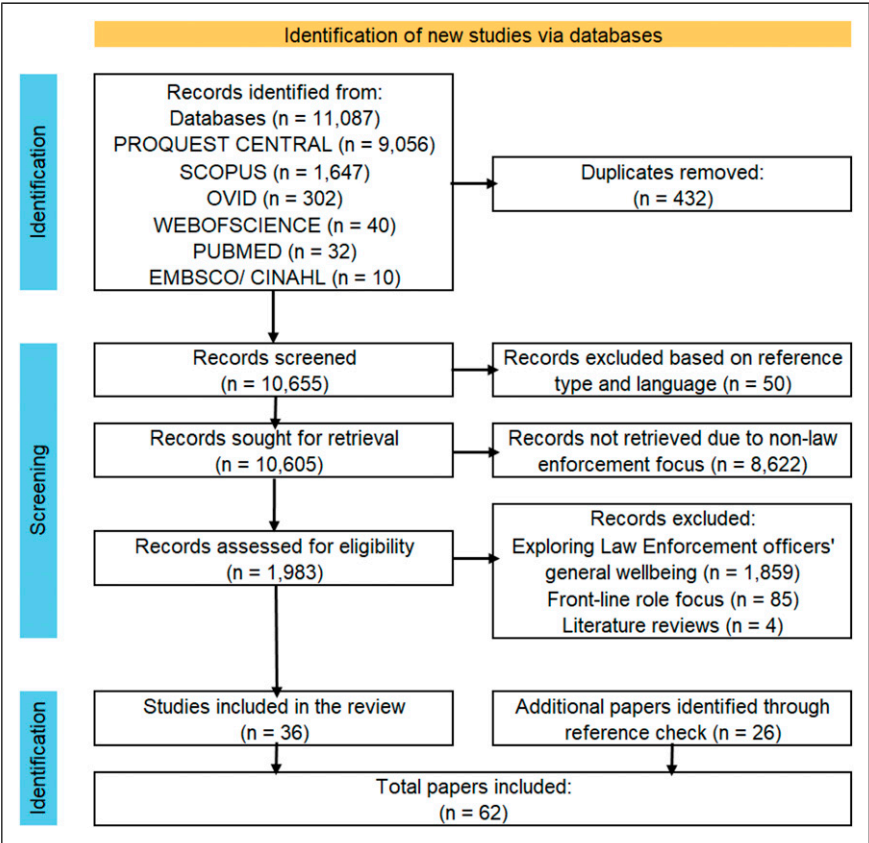 Identification of new studies via databases
Identification
Records identified from:
Databases (n = 11,087)
PROQUEST CENTRAL (n = 9,056)
SCOPUS (n = 1,647)
OVID (n = 302)
WEBOFSCIENCE (n = 40)
PUBMED (n = 32)
EMBSCO/ CINAHL (n = 10)
Duplicates removed:
(n = 432)
Screening
Records screened
(n = 10,655)
Records excluded based on reference
type and language (n = 50)
Records sought for retrieval
(n = 10,605)
Records not retrieved due to non-law
enforcement focus (n = 8,622)
Records assessed for eligibility
(n = 1,983)
Records excluded:
Exploring Law Enforcement officers'
general wellbeing (n = 1,859)
Front-line role focus (n = 85)
Literature reviews (n = 4)
Identification
Studies included in the review
(n = 36)
Additional papers identified through
reference check (n = 26)
Total papers included:
(n = 62)